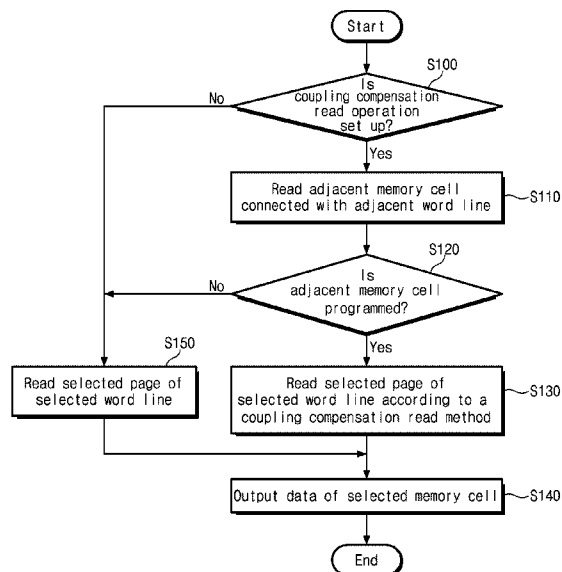 Start
S100
Is
coupling compensation
read operation
set up?
No
Yes
Read adjacent memory cell
connected with adjacent word line
S110
S120
Is
adjacent memory cell
programmed?
No
Yes
S150
Read selected page of
selected word line
Read selected page of
selected word line according to a
coupling compensation read method
S130
Output data of selected memory cell
S140
End